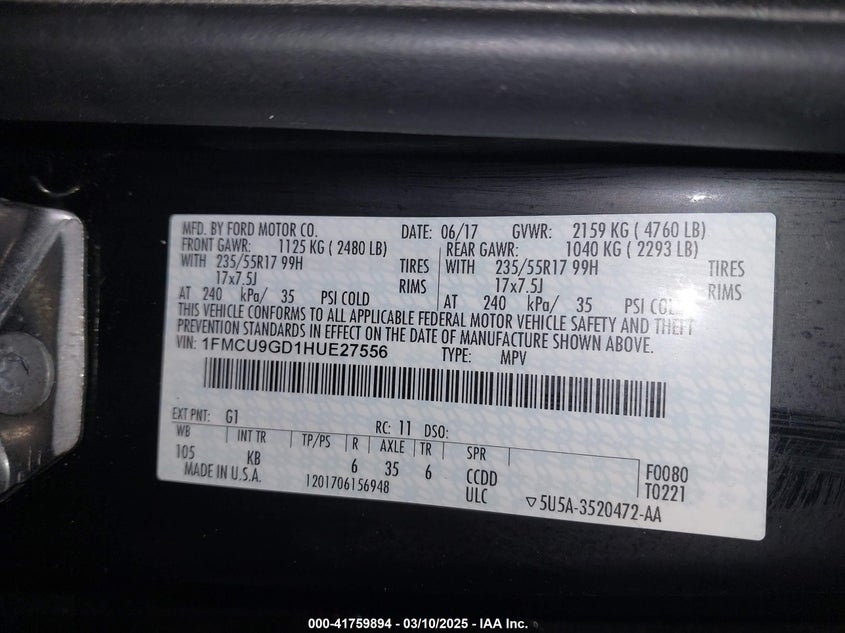 MFD. BY FORD MOTOR CO. DATE: 06/17 GVWR: 2159 KG ( 4760 LB)
FRONT GAWR: 1125 KG ( 2480 LB) REAR GAWR: 1040 KG ( 2293 LB)
WITH 235/55R17 99H TIRES WITH 235/55R17 99H TIRES
17x7.5J RIMS 17x7.5J RIMS
AT 240 kPa/ 35 PSI COLD AT 240 kPa/ 35 PSI COLD
THIS VEHICLE CONFORMS TO ALL APPLICABLE FEDERAL MOTOR VEHICLE SAFETY AND THEFT
PREVENTION STANDARDS IN EFFECT ON THE DATE OF MANUFACTURE SHOWN ABOVE.
VIN: 1FMCU9GD1HUE27556 TYPE: MPV
EXT PNT: G1 RC: 11 DSO:
WB INT TR TP/PS R AXLE TR SPR
105 KB 6 35 6 CCDD F0080
MADE IN U.S.A. 1201706156948 ULC T0221
▽5U5A-3520472-AA
000-41759894 — 03/10/2025 — IAA Inc.